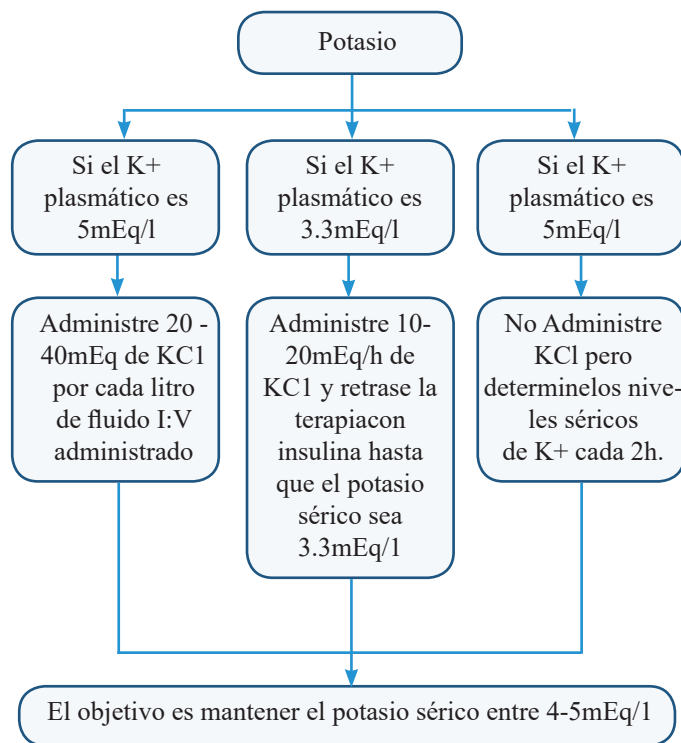 Potasio
Si el K+
plasmático es
5mEq/l
Si el K+
plasmático es
3.3mEq/l
Si el K+
plasmático es
5mEq/l
Administre 20 -
40mEq de KC1
por cada litro
de fluido I:V
administrado
Administre 10-
20mEq/h de
KC1 y retrase la
terapiacon
insulina hasta
que el potasio
sérico sea
3.3mEq/1
No Administre
KCl pero
determinelos nive-
les séricos
de K+ cada 2h.
El objetivo es mantener el potasio sérico entre 4-5mEq/1